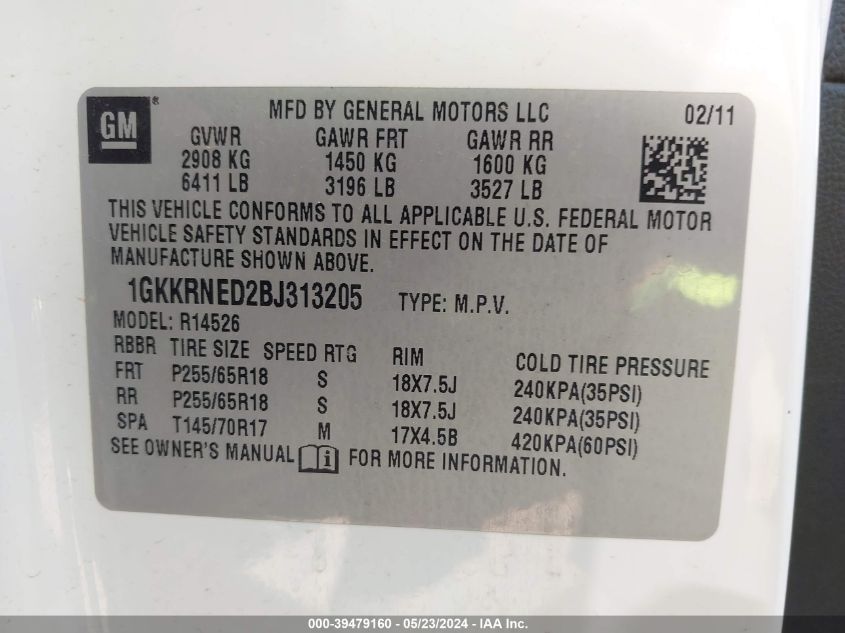 GM ®
MFD BY GENERAL MOTORS LLC 02/11
GVWR GAWR FRT GAWR RR
2908 KG 1450 KG 1600 KG
6411 LB 3196 LB 3527 LB
THIS VEHICLE CONFORMS TO ALL APPLICABLE U.S. FEDERAL MOTOR
VEHICLE SAFETY STANDARDS IN EFFECT ON THE DATE OF
MANUFACTURE SHOWN ABOVE.
1GKKRNED2BJ313205 TYPE: M.P.V.
MODEL: R14526
RBBR TIRE SIZE SPEED RTG RIM COLD TIRE PRESSURE
FRT P255/65R18 S 18X7.5J 240KPA(35PSI)
RR P255/65R18 S 18X7.5J 240KPA(35PSI)
SPA T145/70R17 M 17X4.5B 420KPA(60PSI)
SEE OWNER'S MANUAL FOR MORE INFORMATION.
000-39479160 - 05/23/2024 - IAA Inc.